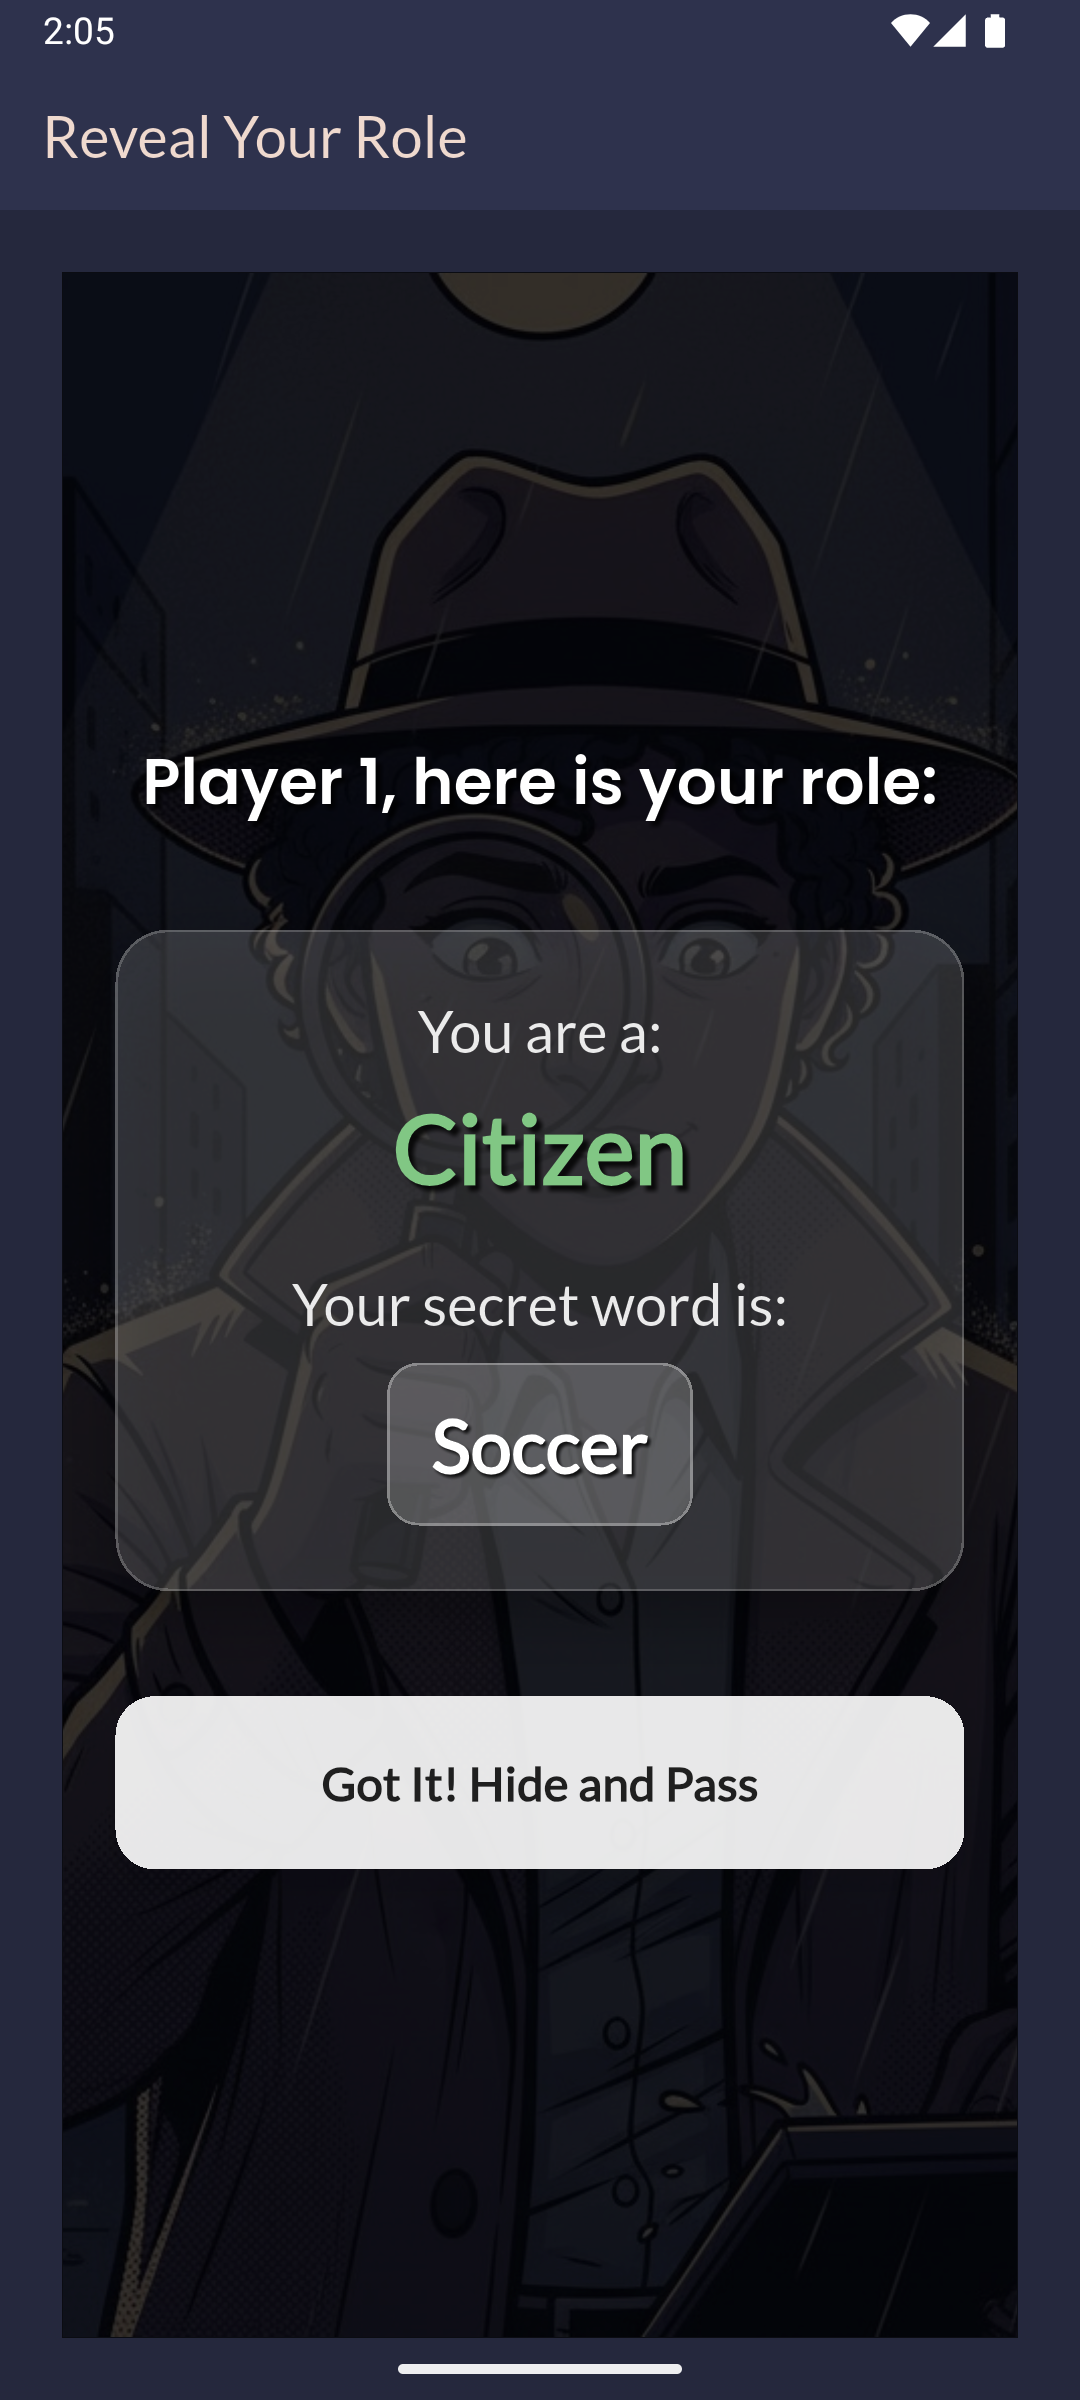 2:05
Reveal Your Role
Player 1, here is your role:
You are a:
Citizen
Your secret word is:
Soccer
Got It! Hide and Pass